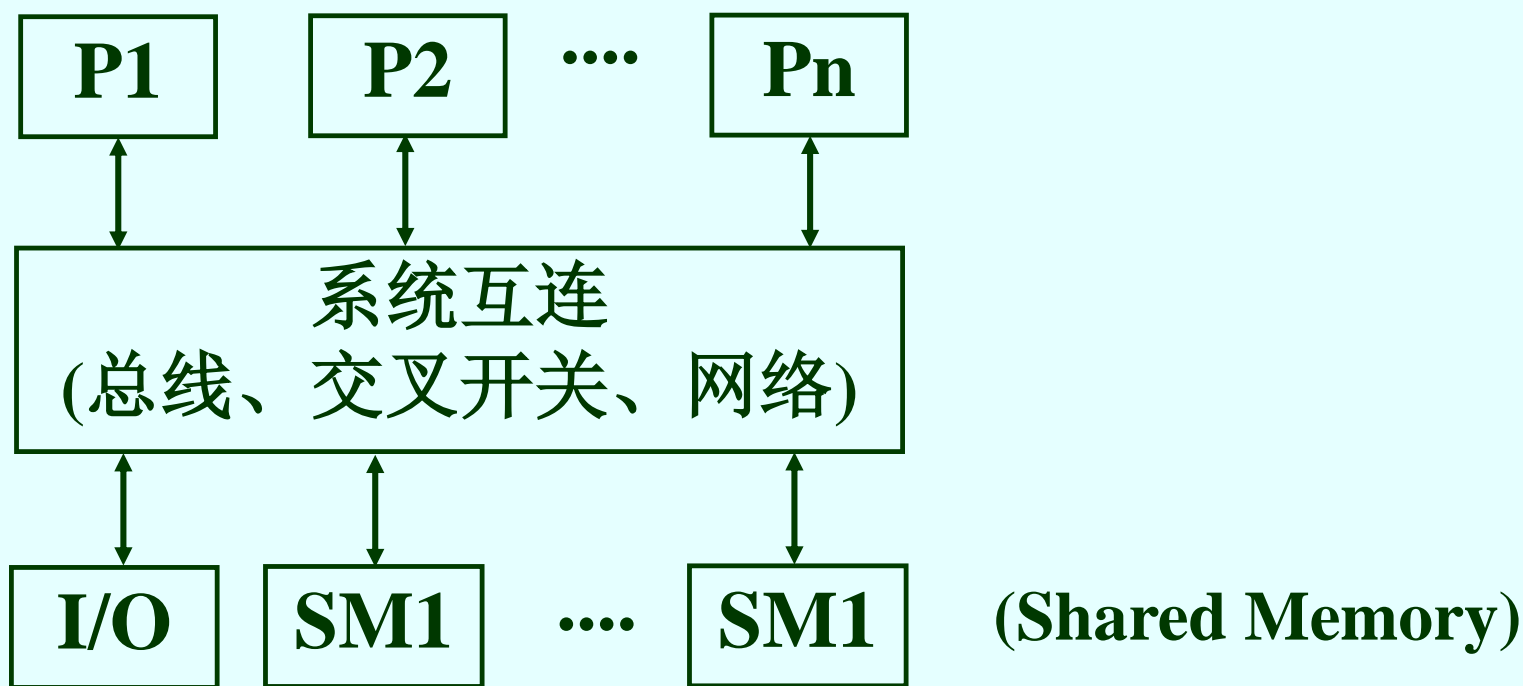 P1 P2 .... Pn
系统互连
(总线、交叉开关、网络)
I/O SM1 .... SM1 (Shared Memory)